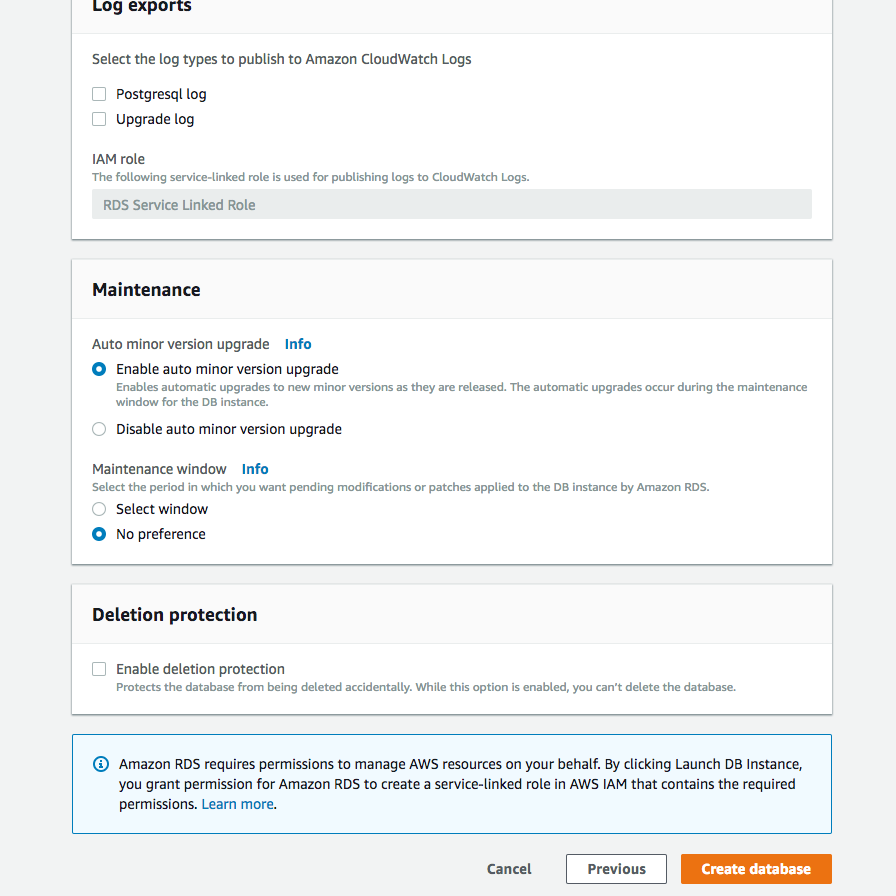 Log exports
Select the log types to publish to Amazon CloudWatch Logs
Postgresql log
Upgrade log
IAM role
The following service-linked role is used for publishing logs to CloudWatch Logs.
RDS Service Linked Role
Maintenance
Auto minor version upgrade Info
Enable auto minor version upgrade
Enables automatic upgrades to new minor versions as they are released. The automatic upgrades occur during the maintenance
window for the DB instance.
Disable auto minor version upgrade
Maintenance window Info
Select the period in which you want pending modifications or patches applied to the DB instance by Amazon RDS.
Select window
No preference
Deletion protection
Enable deletion protection
Protects the database from being deleted accidentally. While this option is enabled, you can't delete the database.
Amazon RDS requires permissions to manage AWS resources on your behalf. By clicking Launch DB Instance,
you grant permission for Amazon RDS to create a service-linked role in AWS IAM that contains the required
permissions. Learn more.
Cancel Previous Create database